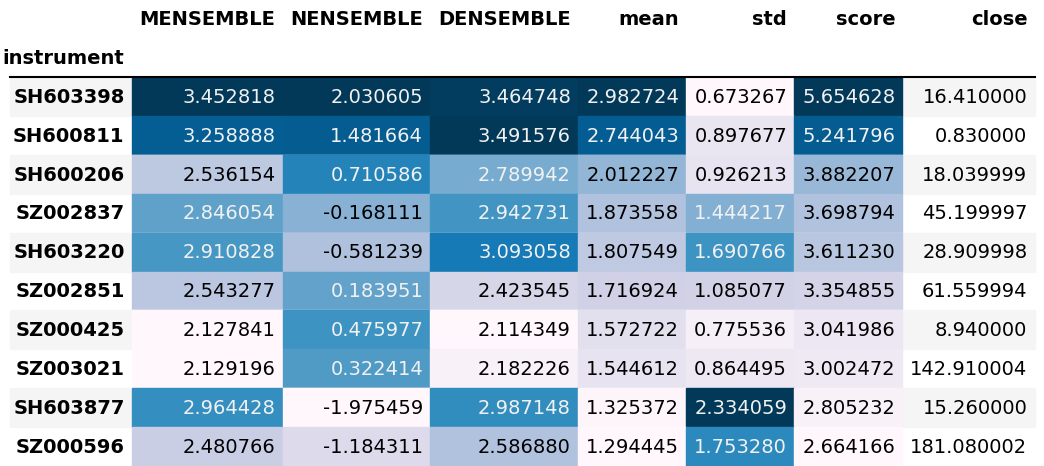 MENSEMBLE NENSEMBLE DENSEMBLE mean std score close
instrument
SH603398 3.452818 2.030605 3.464748 2.982724 0.673267 5.654628 16.410000
SH600811 3.258888 1.481664 3.491576 2.744043 0.897677 5.241796 0.830000
SH600206 2.536154 0.710586 2.789942 2.012227 0.926213 3.882207 18.039999
SZ002837 2.846054 -0.168111 2.942731 1.873558 1.444217 3.698794 45.199997
SH603220 2.910828 -0.581239 3.093058 1.807549 1.690766 3.611230 28.909998
SZ002851 2.543277 0.183951 2.423545 1.716924 1.085077 3.354855 61.559994
SZ000425 2.127841 0.475977 2.114349 1.572722 0.775536 3.041986 8.940000
SZ003021 2.129196 0.322414 2.182226 1.544612 0.864495 3.002472 142.910004
SH603877 2.964428 -1.975459 2.987148 1.325372 2.334059 2.805232 15.260000
SZ000596 2.480766 -1.184311 2.586880 1.294445 1.753280 2.664166 181.080002